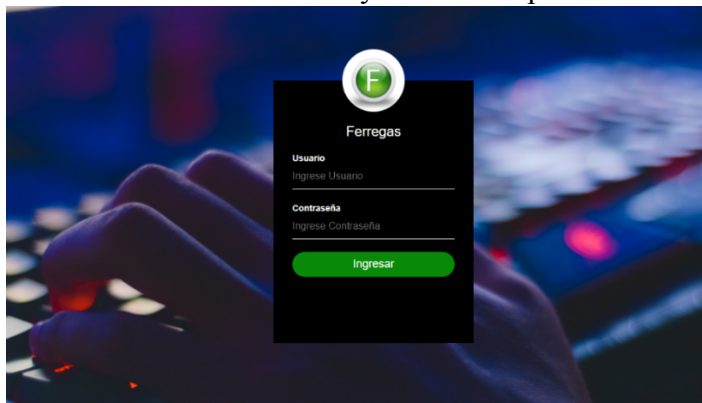 F
Ferregas
Usuario
Ingrese Usuario
Contraseña
Ingrese Contraseña
Ingresar